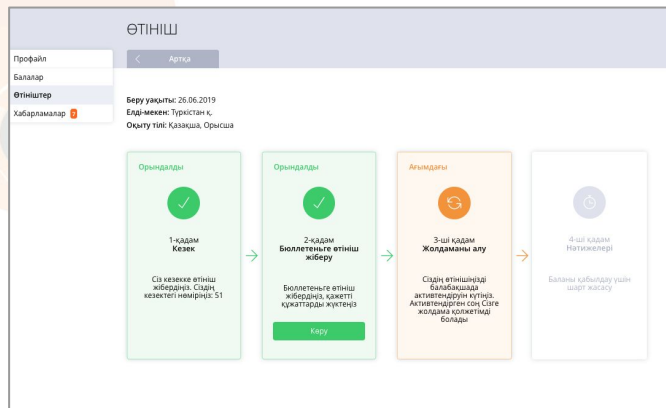 ӨТІНІШ
Артқа
Профайл
Балалар
Өтініштер
Хабарламалар 7
Беру уақыты: 26.06.2019
Елді-мекен: Түркістан қ.
Оқыту тілі: Қазақша, Орысша
Орындалды
1-қадам
Кезек
Сіз кезекке өтініш
жібердіңіз. Сіздің
кезектегі нөміріңіз: 51
Орындалды
2-қадам
Бюллетеньге өтініш
жіберу
Бюллетеньге өтініш
жібердіңіз, қажетті
құжаттарды жүктеңіз
Көру
Ағымдағы
3-ші қадам
Жолдаманы алу
Сіздің өтінішіңізді
балабақшада
активтендіруін күтіңіз.
Активтендірген соң Сізге
жолдама қолжетімді
болады
4-ші қадам
Нәтижелері
Баланы қабылдау үшін
шарт жасасу